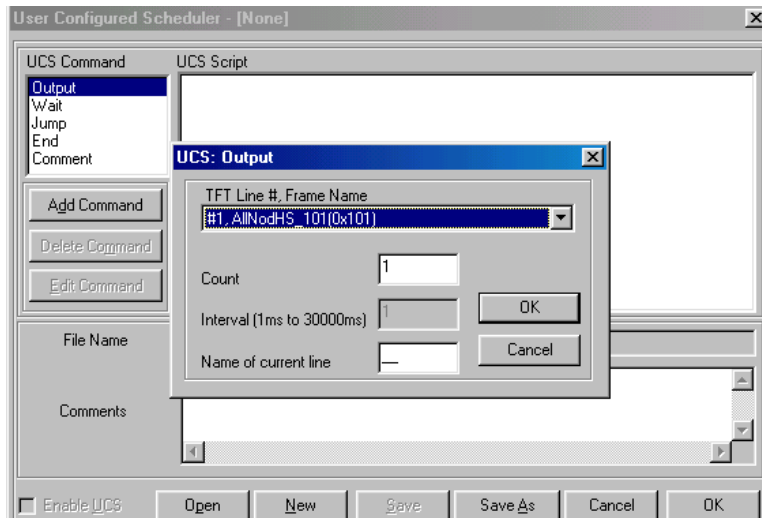 User Configured Scheduler - [None]
UCS Command
UCS Script
Output
Wait
Jump
End
Comment
Add Command
Delete Command
Edit Command
UCS: Output
TFT Line #, Frame Name
#1, AllNodHS_101(0x101)
Count
1
Interval (1ms to 30000ms)
1
Name of current line
__
OK
Cancel
File Name
Comments
Enable UCS
Open
New
Save
Save As
Cancel
OK